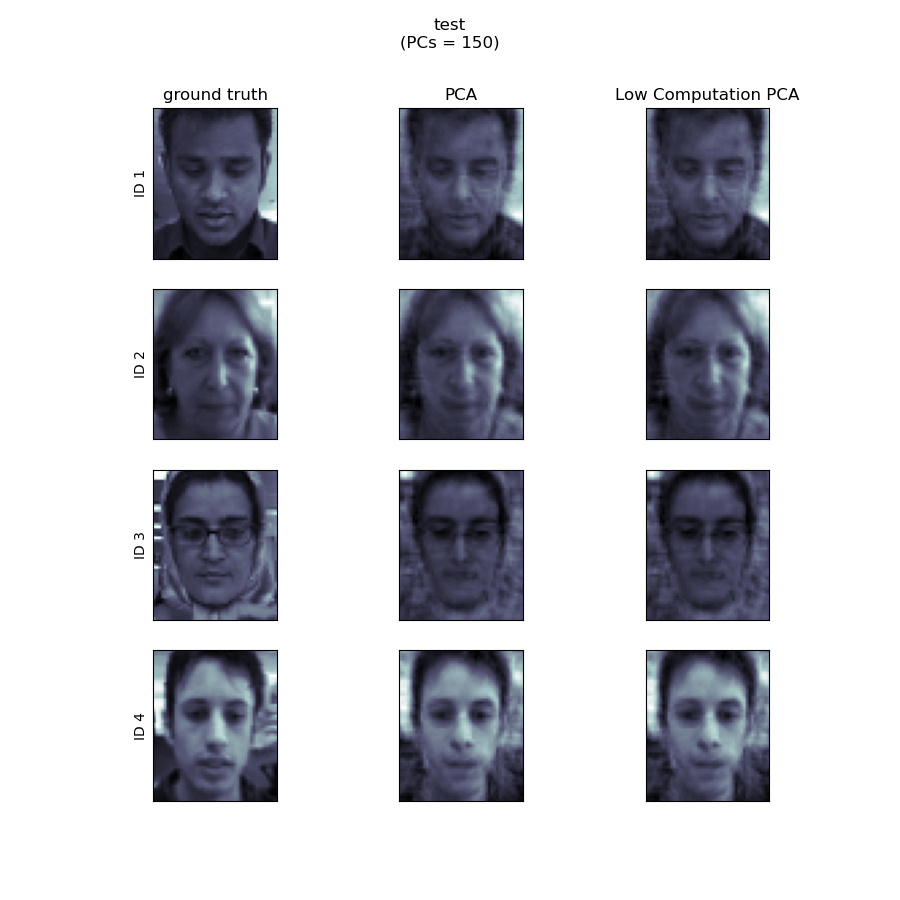 test
(PCs = 150)
ground truth
PCA
Low Computation PCA
ID 1
ID 2
ID 3
ID 4